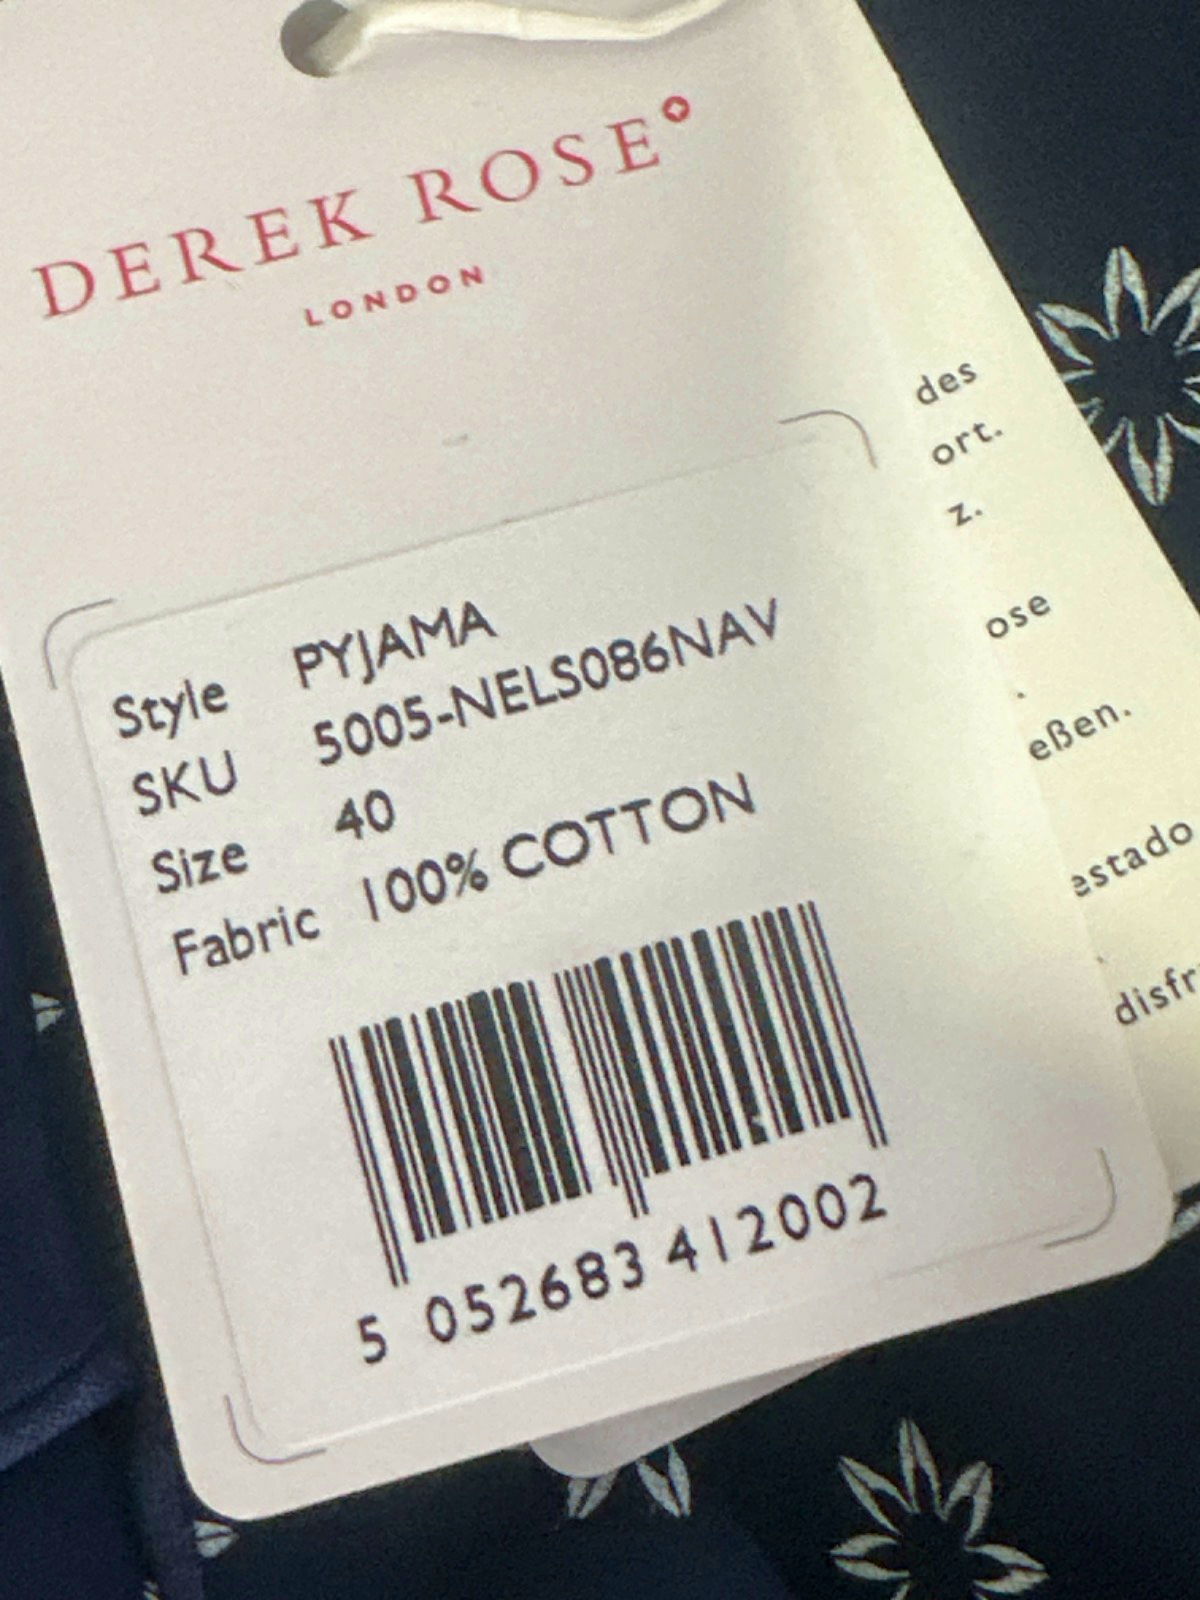 DEREK ROSE
LONDON
Style PYJAMA
SKU 5005-NELS086NAV
Size 40
Fabric 100% COTTON
5 052683 412002
des
ort.
z.
ose
.
eßen.
estado
disfr